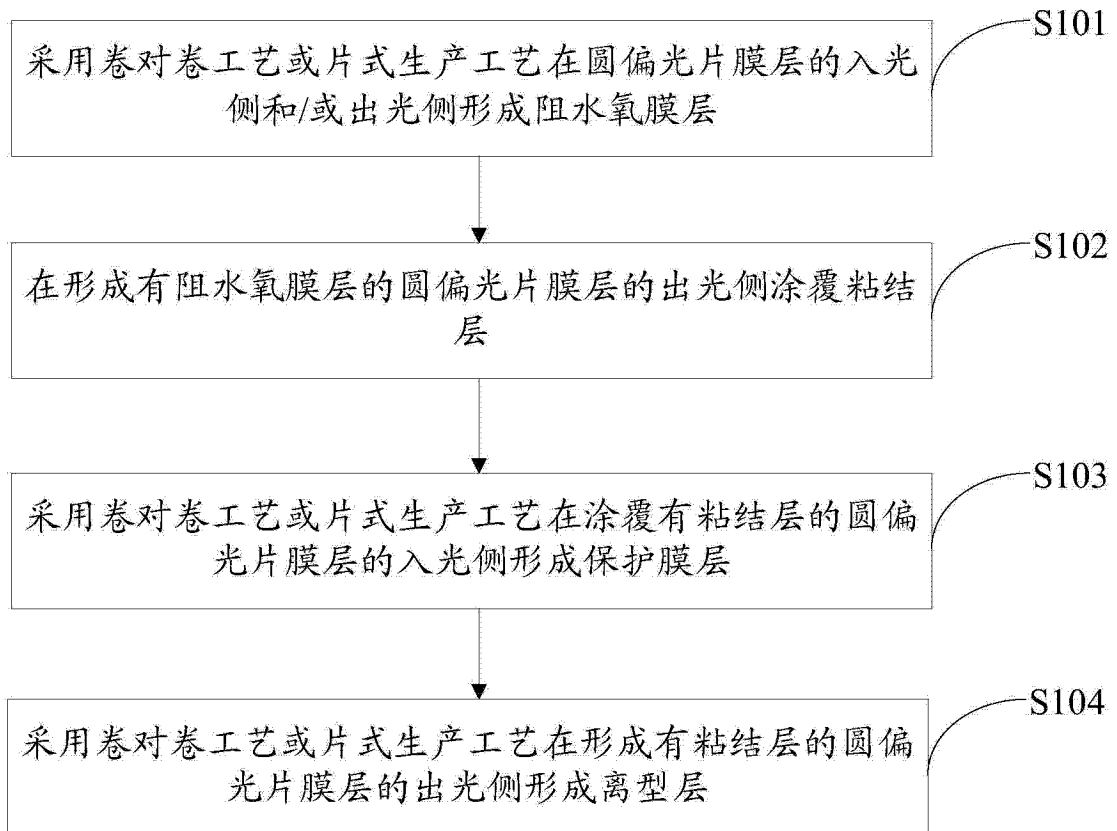 S101
采用卷对卷工艺或片式生产工艺在圆偏光片膜层的入光
侧和/或出光侧形成阻水氧膜层
S102
在形成有阻水氧膜层的圆偏光片膜层的出光侧涂覆粘结
层
S103
采用卷对卷工艺或片式生产工艺在涂覆有粘结层的圆偏
光片膜层的入光侧形成保护膜层
S104
采用卷对卷工艺或片式生产工艺在形成有粘结层的圆偏
光片膜层的出光侧形成离型层